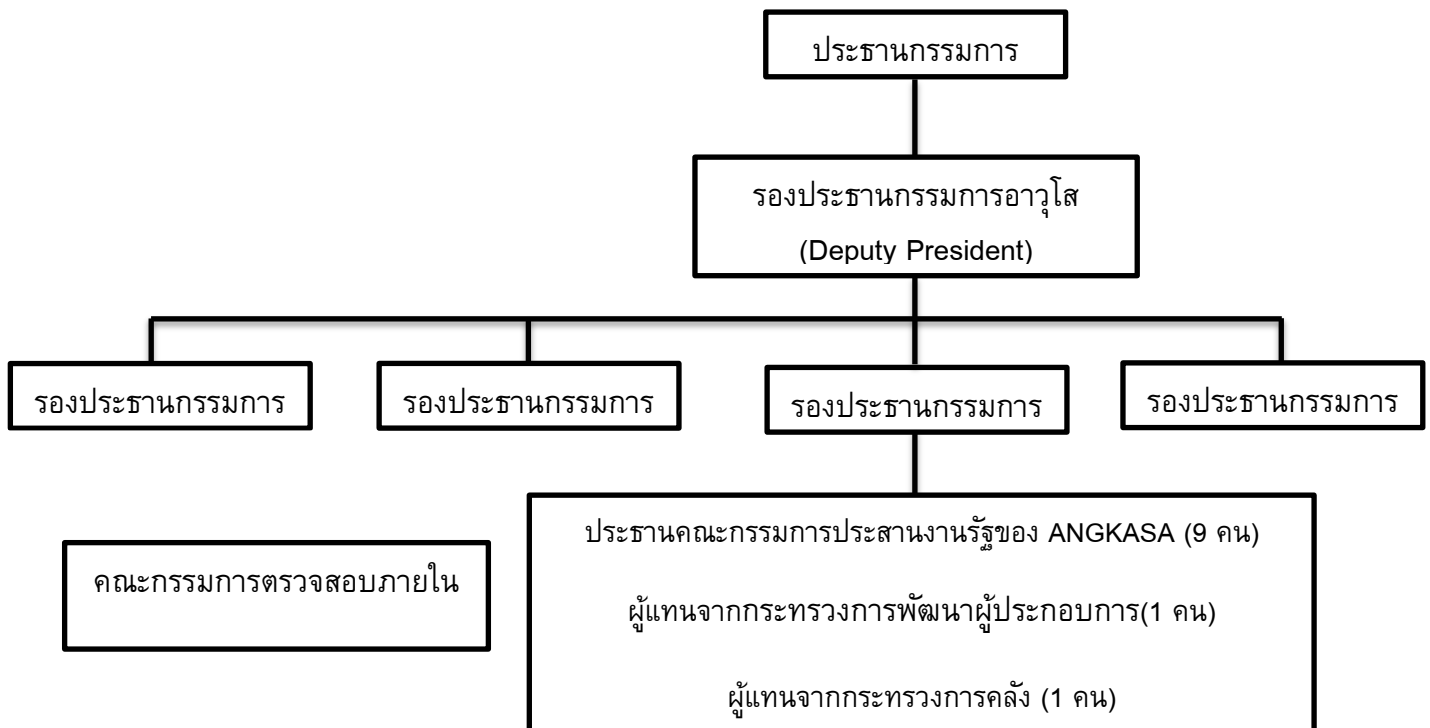 ประธานกรรมการ
รองประธานกรรมการอาวุโส
(Deputy President)
รองประธานกรรมการ
รองประธานกรรมการ
รองประธานกรรมการ
รองประธานกรรมการ
คณะกรรมการตรวจสอบภายใน
ประธานคณะกรรมการประสานงานรัฐของ ANGKASA (9 คน)
ผู้แทนจากกระทรวงการพัฒนาผู้ประกอบการ(1 คน)
ผู้แทนจากกระทรวงการคลัง (1 คน)